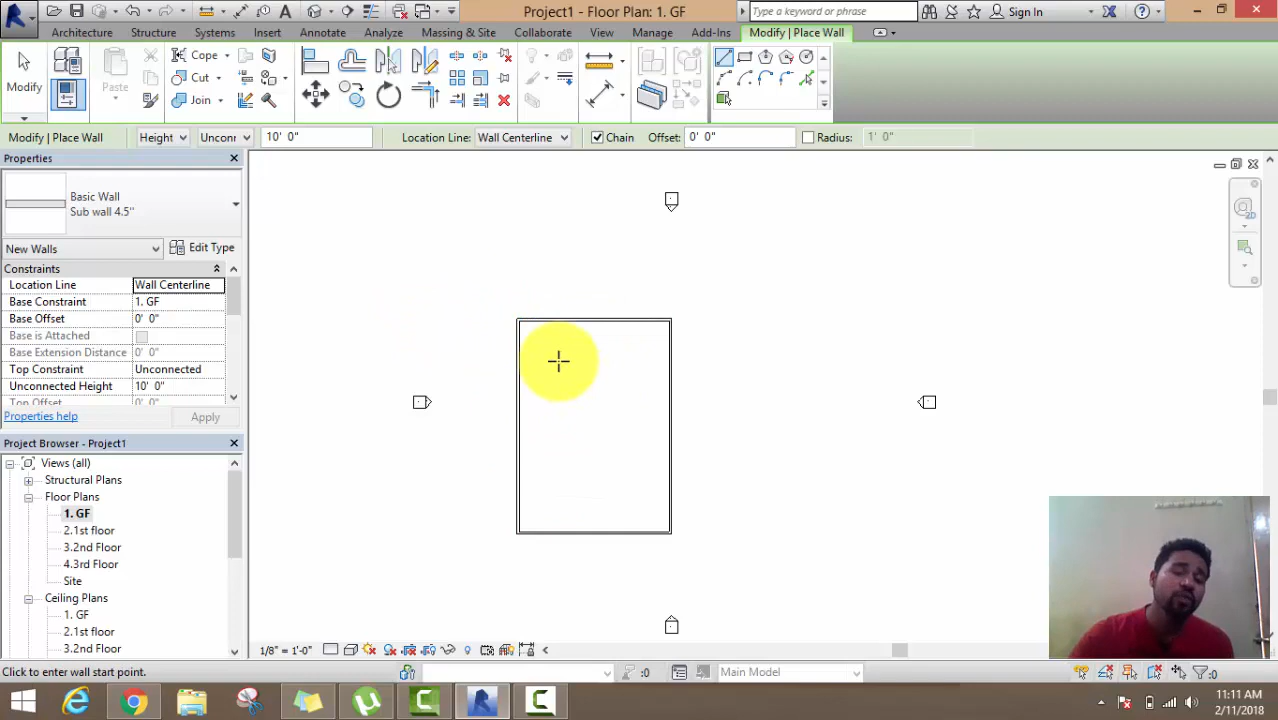 Project1 - Floor Plan: 1. GF
Type a keyword or phrase
Sign In
Architecture Structure Systems Insert Annotate Analyze Massing & Site Collaborate View Manage Add-Ins Modify | Place Wall
Modify
Paste
Cope
Cut
Join
Modify | Place Wall Height Uncon 10' 0" Location Line: Wall Centerline Chain Offset: 0' 0" Radius: 1' 0"
Properties
Basic Wall
Sub wall 4.5"
New Walls Edit Type
Constraints
Location Line Wall Centerline
Base Constraint 1. GF
Base Offset 0' 0"
Base is Attached
Base Extension Distance 0' 0"
Top Constraint Unconnected
Unconnected Height 10' 0"
Top Offset 0' 0"
Properties help Apply
Project Browser - Project1
Views (all)
Structural Plans
Floor Plans
1. GF
2.1st floor
3.2nd Floor
4.3rd Floor
Site
Ceiling Plans
1. GF
2.1st floor
3.2nd Floor
2D
1/8" = 1'-0"
Click to enter wall start point.
:0
Main Model
:0
11:11 AM
2/11/2018